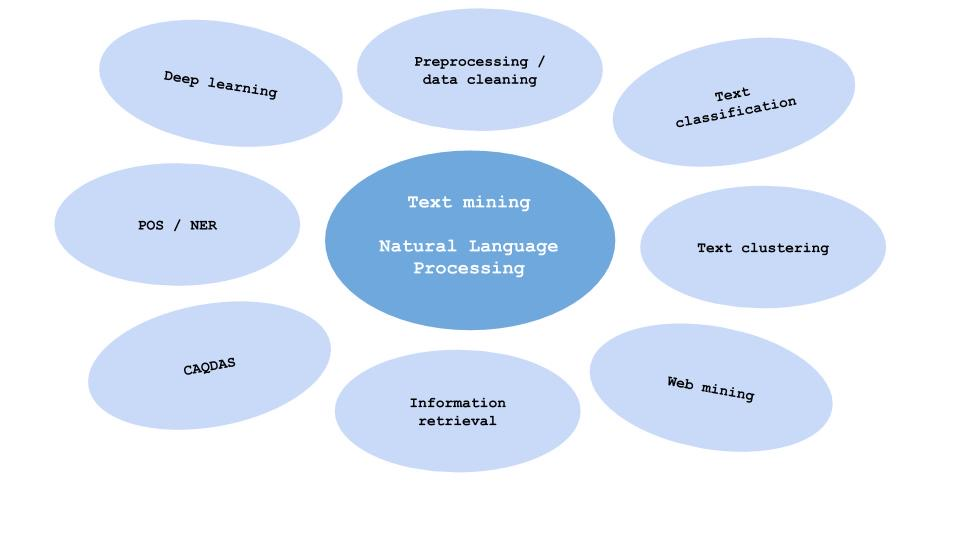 Deep learning
Preprocessing /
data cleaning
Text
classification
POS / NER
Text mining
Natural Language
Processing
Text clustering
CAQDAS
Information
retrieval
Web mining